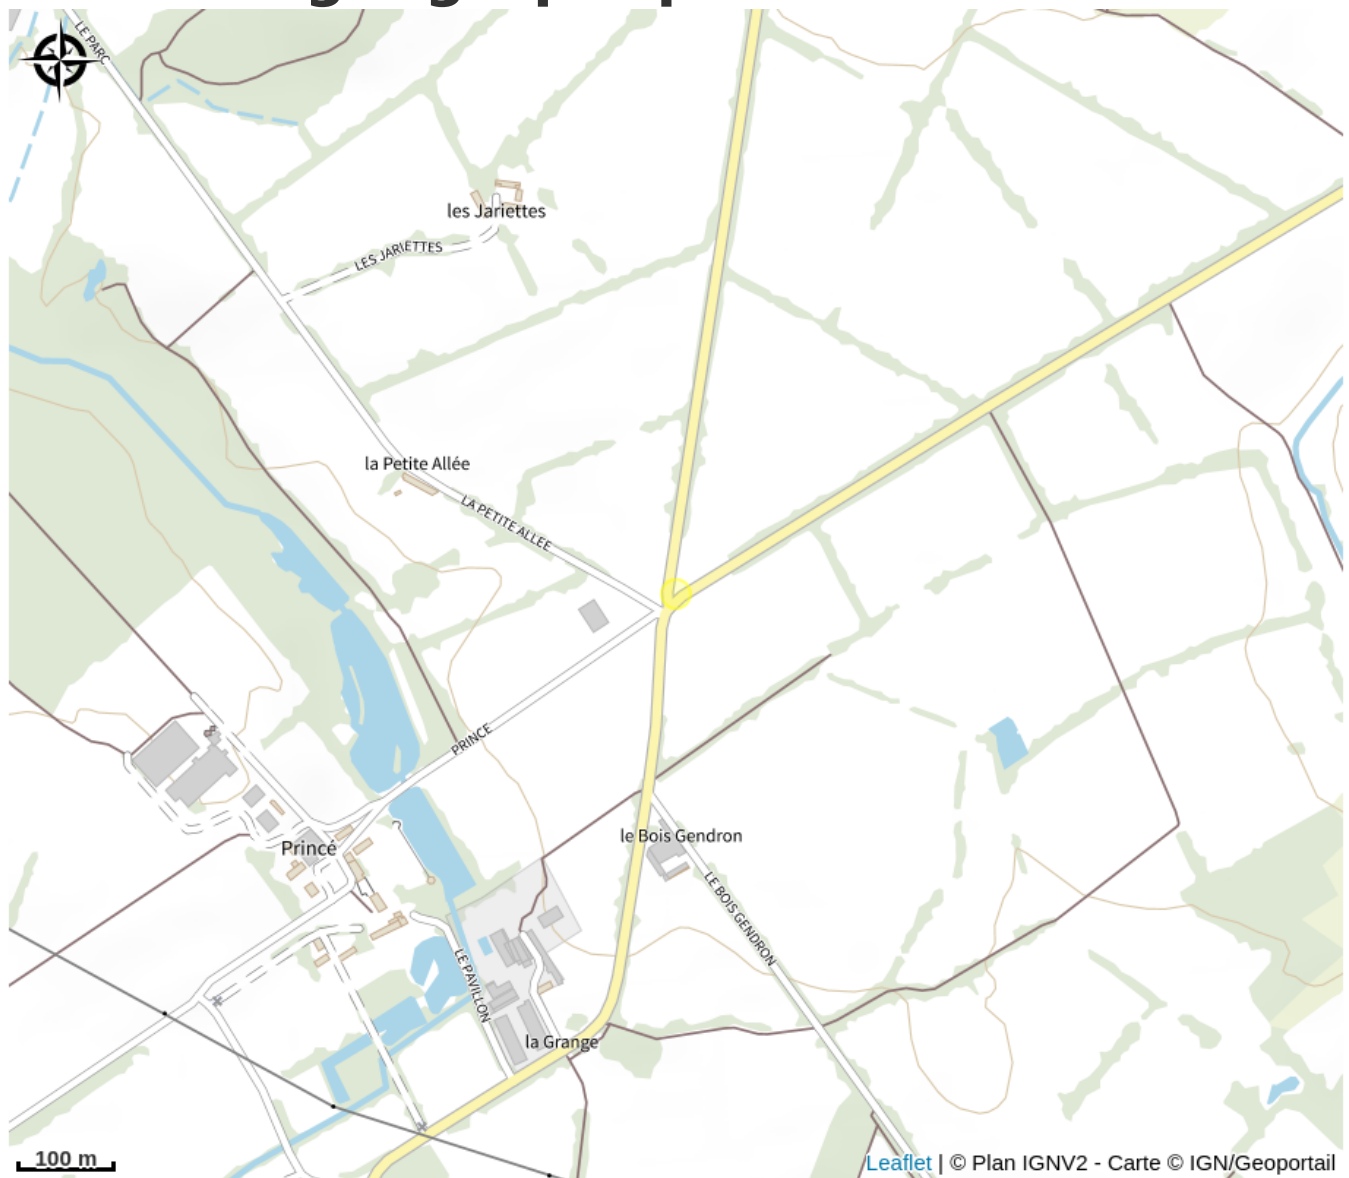 LE PARC
les Jariettes
LES JARIETTES
la Petite Allée
LA PETITE ALLEE
PRINCE
le Bois Gendron
Princé
LE BOIS GENDRON
LE PAVILLON
la Grange
100 m
Leaflet | © Plan IGNV2 - Carte © IGN/Geoportail